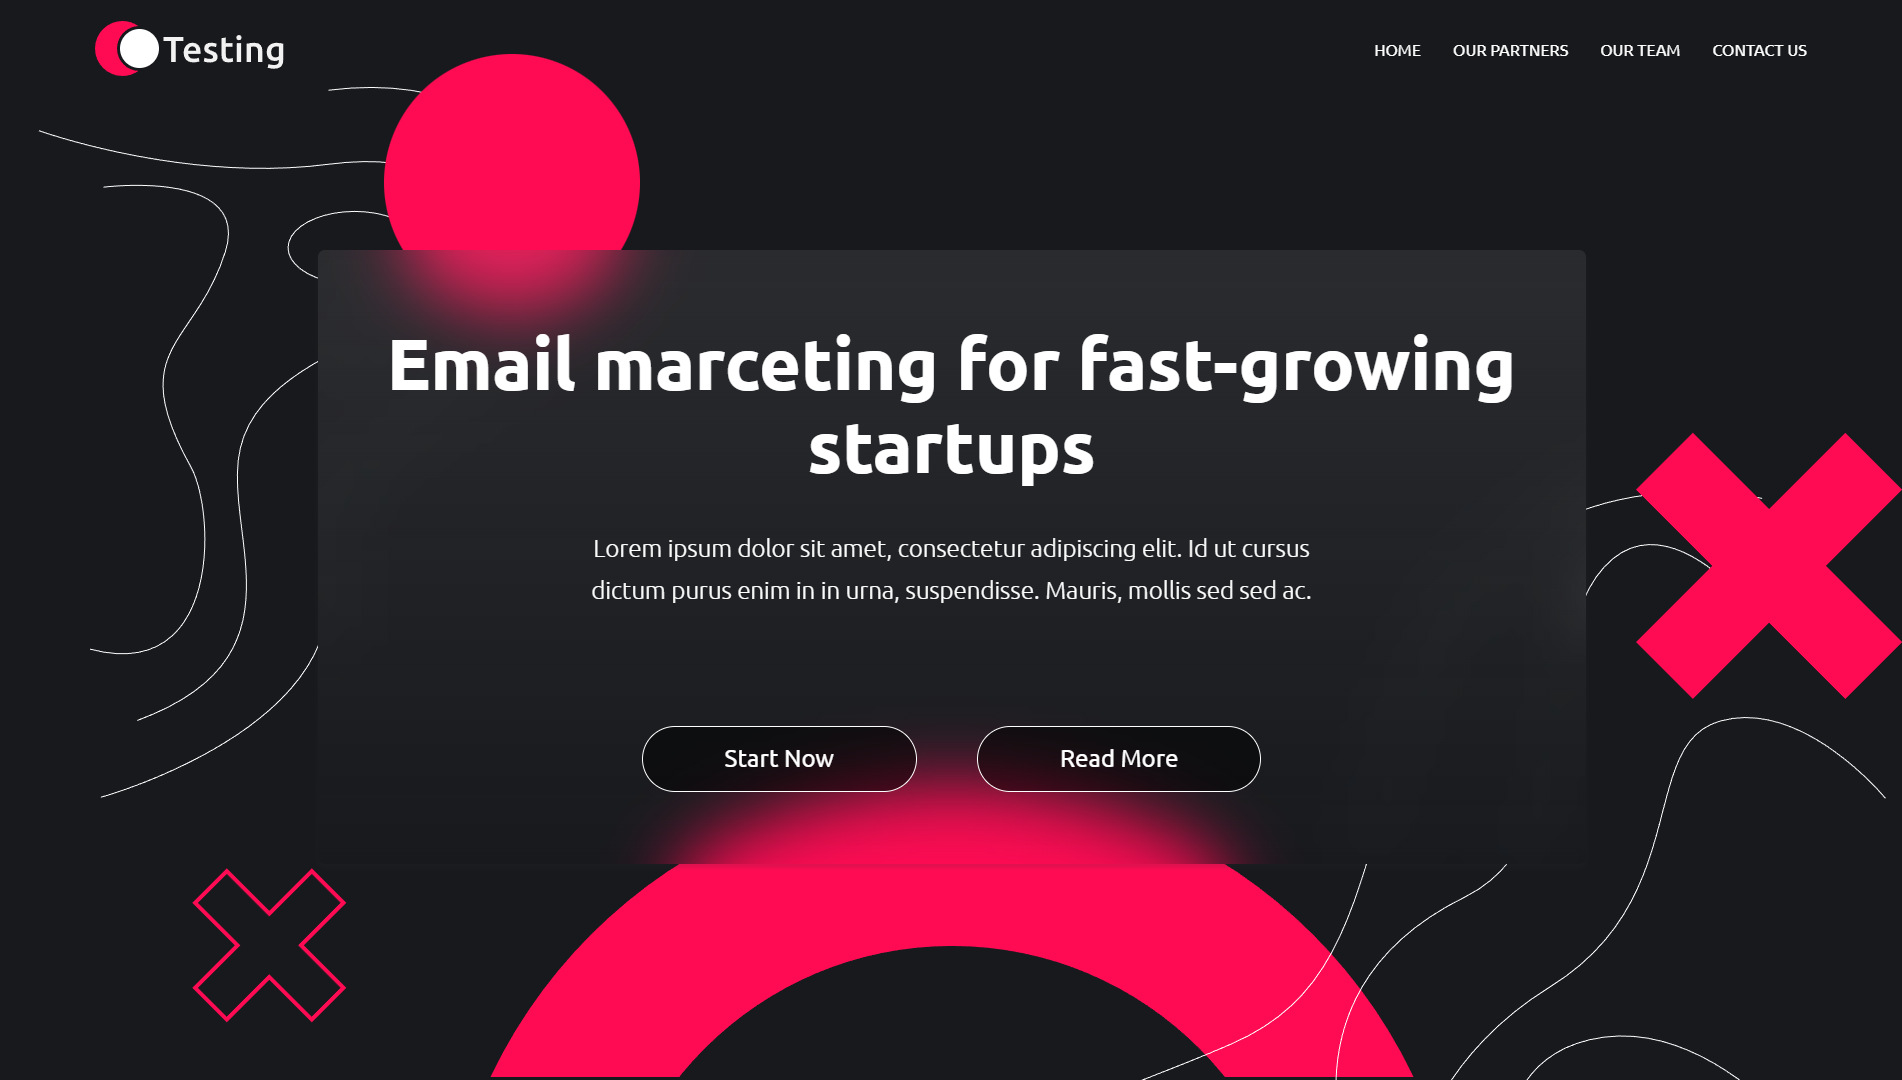 Testing
HOME OUR PARTNERS OUR TEAM CONTACT US
Email marceting for fast-growing
startups
Lorem ipsum dolor sit amet, consectetur adipiscing elit. Id ut cursus
dictum purus enim in in urna, suspendisse. Mauris, mollis sed sed ac.
Start Now Read More